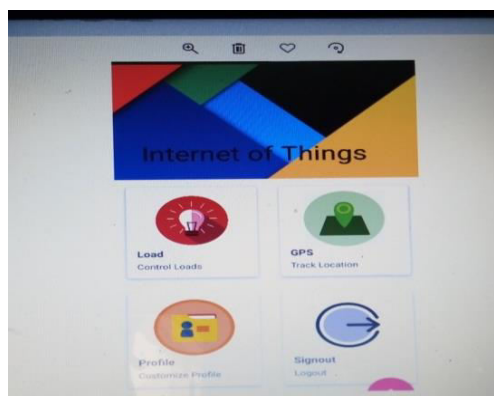 Internet of Things
Load
Control Loads
GPS
Track Location
Profile
Customize Profile
Signout
Logout